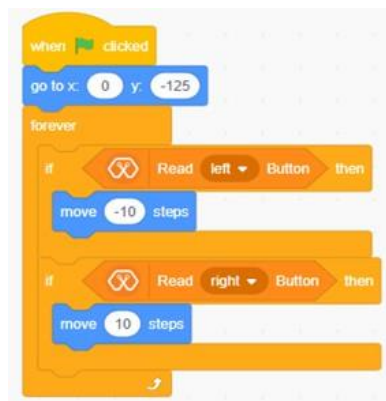 when clicked
go to x: 0 y: -125
forever
if Read left Button then
move -10 steps
if Read right Button then
move 10 steps